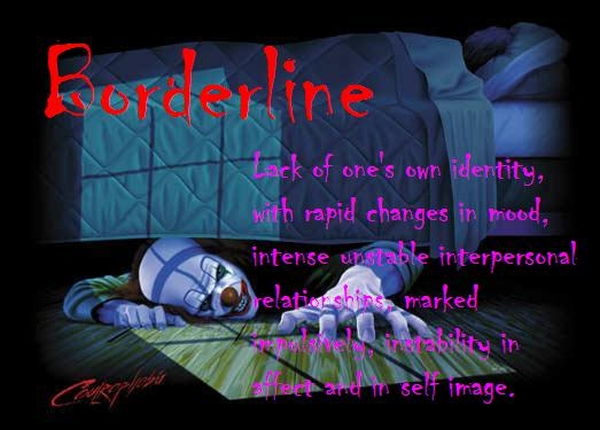 Borderline
Lack of one's own identity,
with rapid changes in mood,
intense unstable interpersonal
relationships, marked
impulsively, instability in
affect and in self image.
Coulrophobia